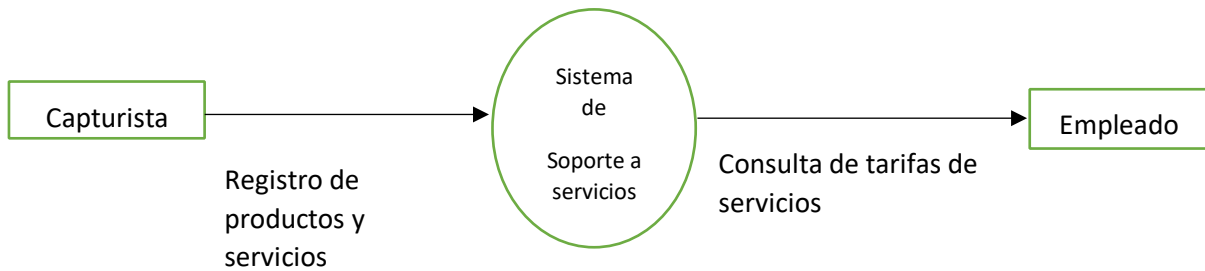 Capturista
Registro de
productos y
servicios
Sistema
de
Soporte a
servicios
Consulta de tarifas de
servicios
Empleado